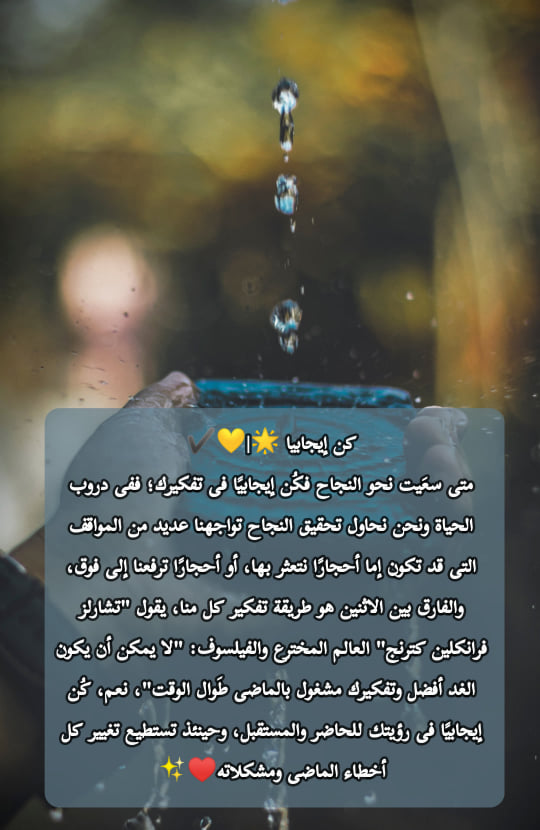 كن إيجابيا 🌟|💛✔
متى سعَيت نحو النجاح فكُن إيجابيًا فى تفكيرك؛ ففى دروب
الحياة ونحن نحاول تحقيق النجاح تواجهنا عديد من المواقف
التى قد تكون إما أحجارًا نتعثر بها، أو أحجارًا ترفعنا إلى فوق،
والفارق بين الاثنين هو طريقة تفكير كل منا، يقول "تشارلز
فرانكلين كترنج" العالم المخترع والفيلسوف: "لا يمكن أن يكون
الغد أفضل وتفكيرك مشغول بالماضى طَوال الوقت"، نعم، كُن
إيجابيًا فى رؤيتك للحاضر والمستقبل، وحينئذ تستطيع تغيير كل
أخطاء الماضى ومشكلاته❤️✨